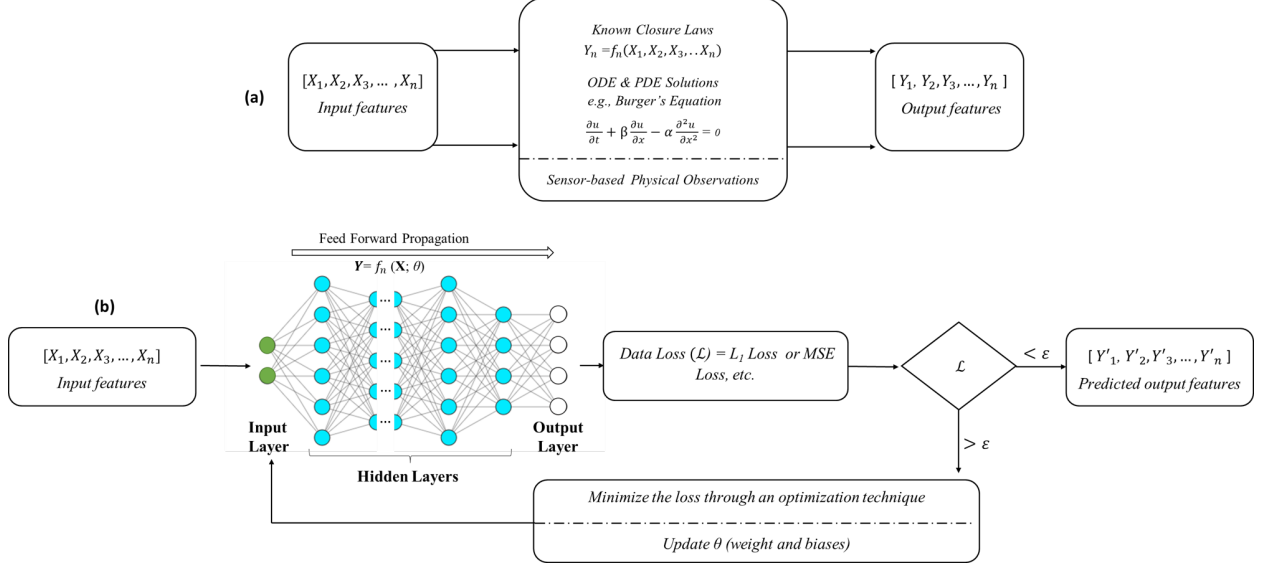 (a)
[X₁, X₂, X₃, ... , Xₙ]
Input features
Known Closure Laws
Yₙ =fₙ(X₁, X₂, X₃, . . Xₙ)
ODE & PDE Solutions
e.g., Burger's Equation
∂u/∂t + β ∂u/∂x − α ∂²u/∂x² = 0
Sensor-based Physical Observations
[ Y₁, Y₂, Y₃, ... , Yₙ ]
Output features
(b)
[X₁, X₂, X₃, ... , Xₙ]
Input features
Feed Forward Propagation
Y= fₙ (X; θ)
...
...
...
...
...
Input
Layer
Hidden Layers
Output
Layer
Data Loss (ℒ) = L₁ Loss or MSE
Loss, etc.
ℒ
< ε
> ε
[ Y′₁, Y′₂, Y′₃, ... , Y′ₙ ]
Predicted output features
Minimize the loss through an optimization technique
Update θ (weight and biases)